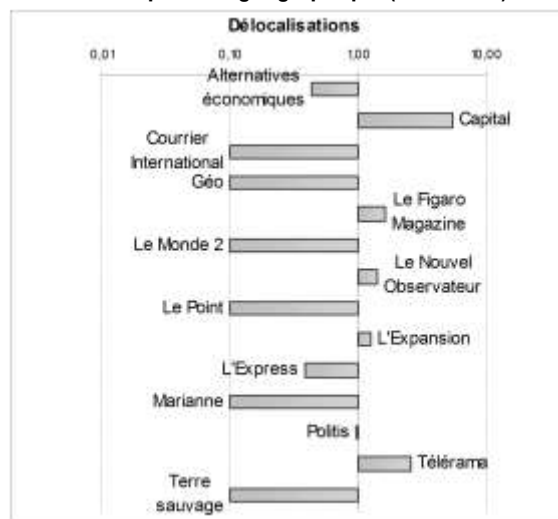 Délocalisations
0,01 0,10 1,00 10,00
Alternatives
économiques
Capital
Courrier
International
Géo
Le Figaro
Magazine
Le Monde 2
Le Nouvel
Observateur
Le Point
L'Expansion
L'Express
Marianne
Politis
Télérama
Terre
sauvage